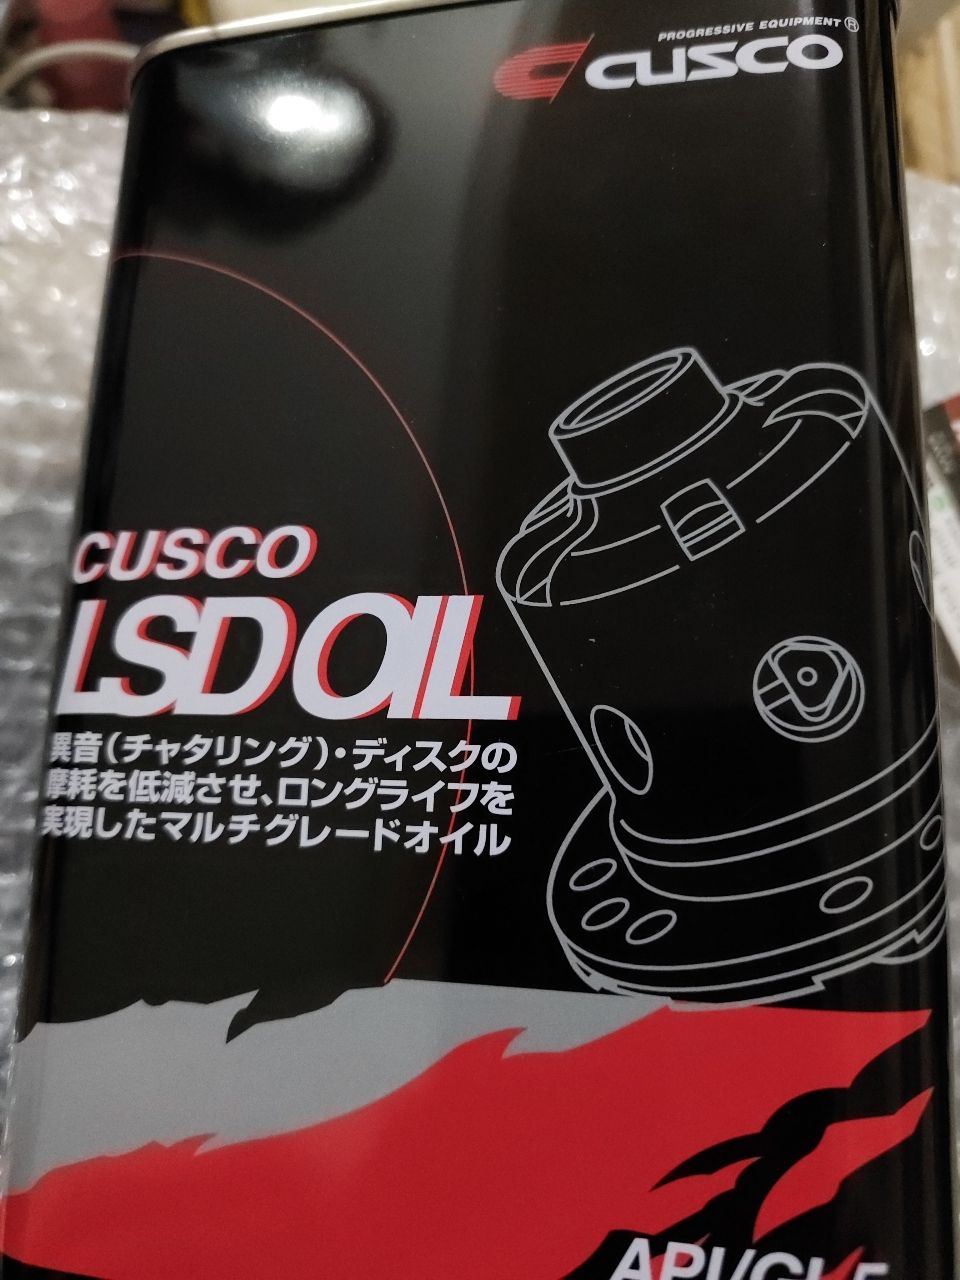 PROGRESSIVE EQUIPMENT®
CUSCO
CUSCO
LSD OIL
異音(チャタリング)・ディスクの
摩耗を低減させ、ロングライフを
実現したマルチグレードオイル
API/GL5